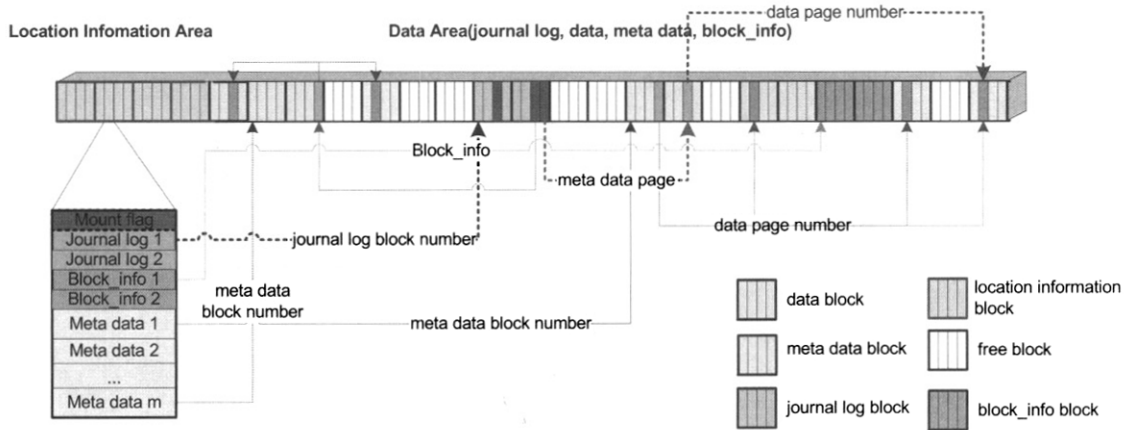 data page number
Location Infomation Area
Data Area(journal log, data, meta data, block_info)
Block_info
meta data page
Mount flag
Journal log 1
journal log block number
data page number
Journal log 2
Block_info 1
Block_info 2
meta data
block number
Meta data 1
meta data block number
Meta data 2
...
Meta data m
data block
location information
block
meta data block
free block
journal log block
block_info block